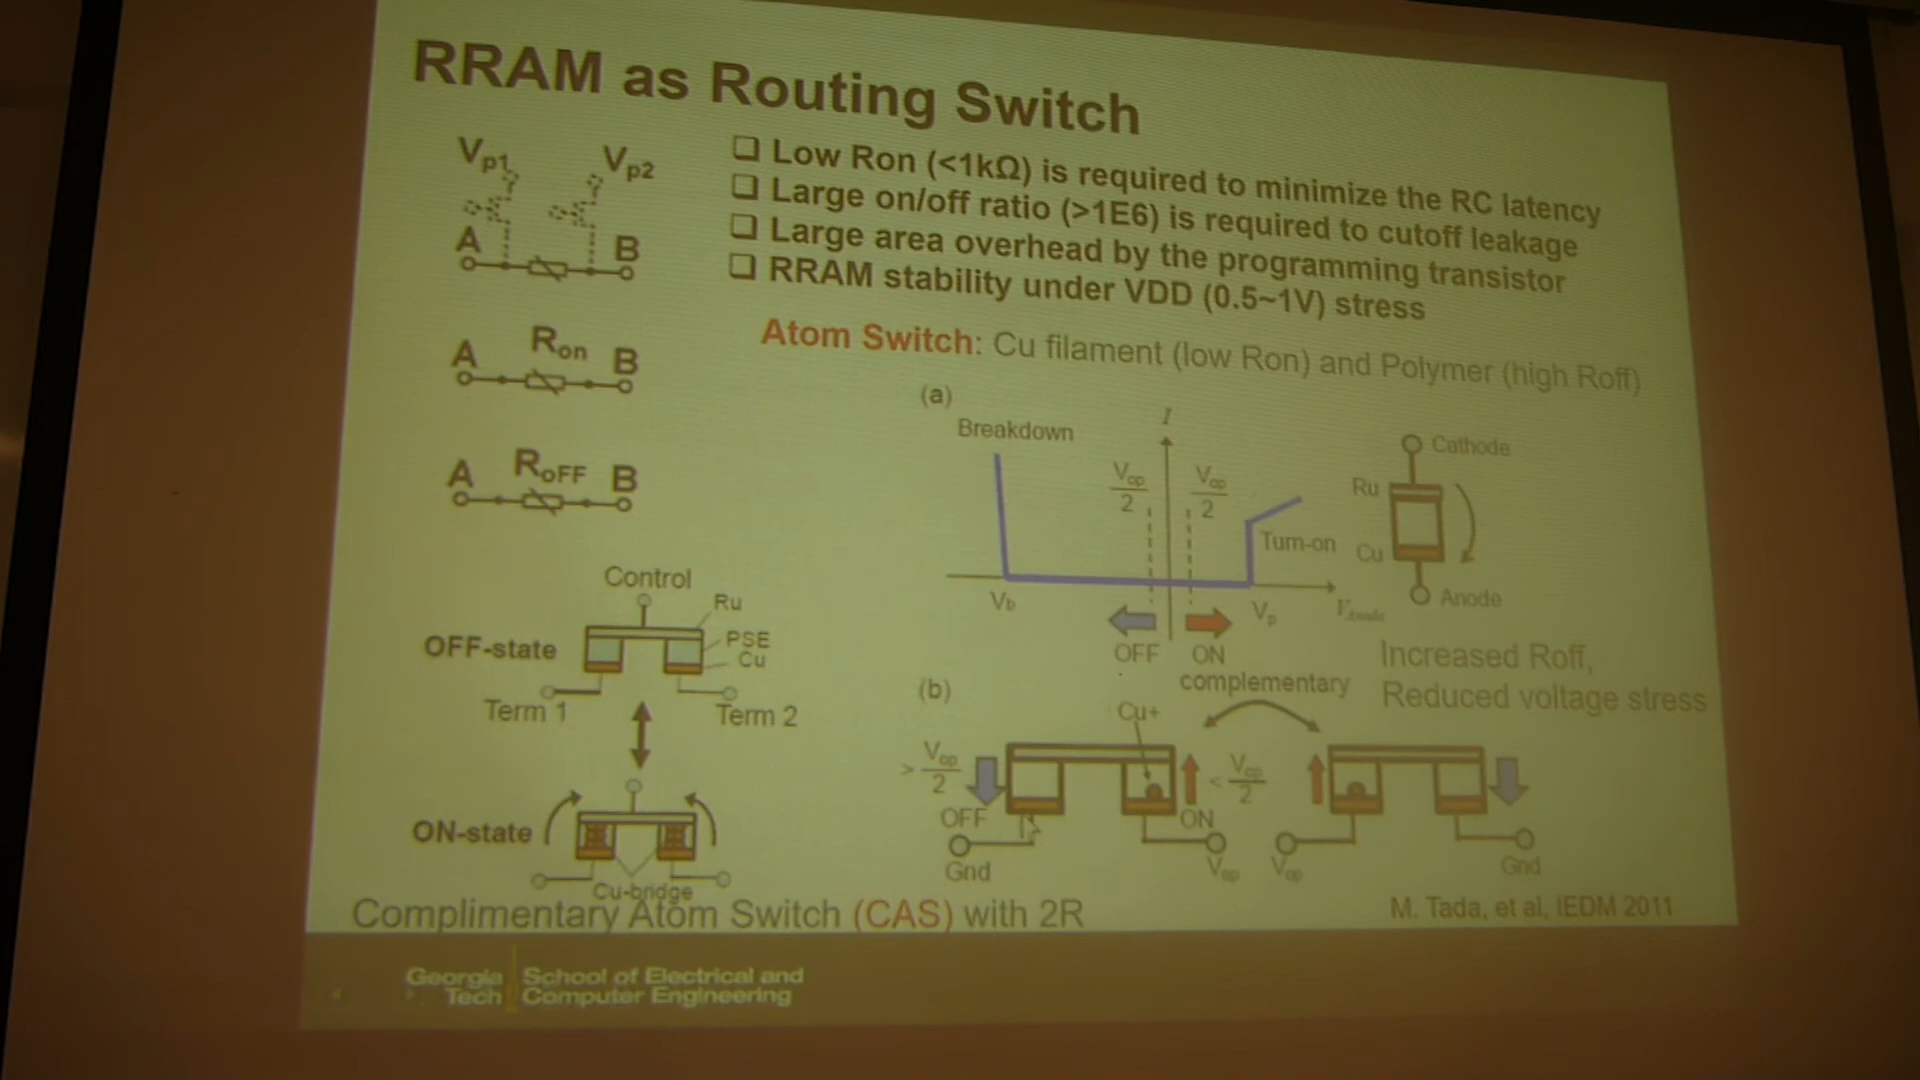 RRAM as Routing Switch
Vp1
Vp2
A
B
❑ Low Ron (<1kΩ) is required to minimize the RC latency
❑ Large on/off ratio (>1E6) is required to cutoff leakage
❑ Large area overhead by the programming transistor
❑ RRAM stability under VDD (0.5~1V) stress
A Ron B
A ROFF B
Atom Switch: Cu filament (low Ron) and Polymer (high Roff)
(a)
Breakdown
I
Vop/2
Vop/2
Turn-on
Vb
Vp
OFF
ON
Cathode
Ru
Cu
Anode
Increased Roff,
Reduced voltage stress
Control
Ru
OFF-state
PSE
Cu
Term 1
Term 2
ON-state
Cu-bridge
(b)
complementary
Cu+
> Vop/2
< Vop/2
OFF
ON
Gnd
Vop
Vop
Gnd
Complimentary Atom Switch (CAS) with 2R
M. Tada, et al, IEDM 2011
Georgia Tech
School of Electrical and
Computer Engineering